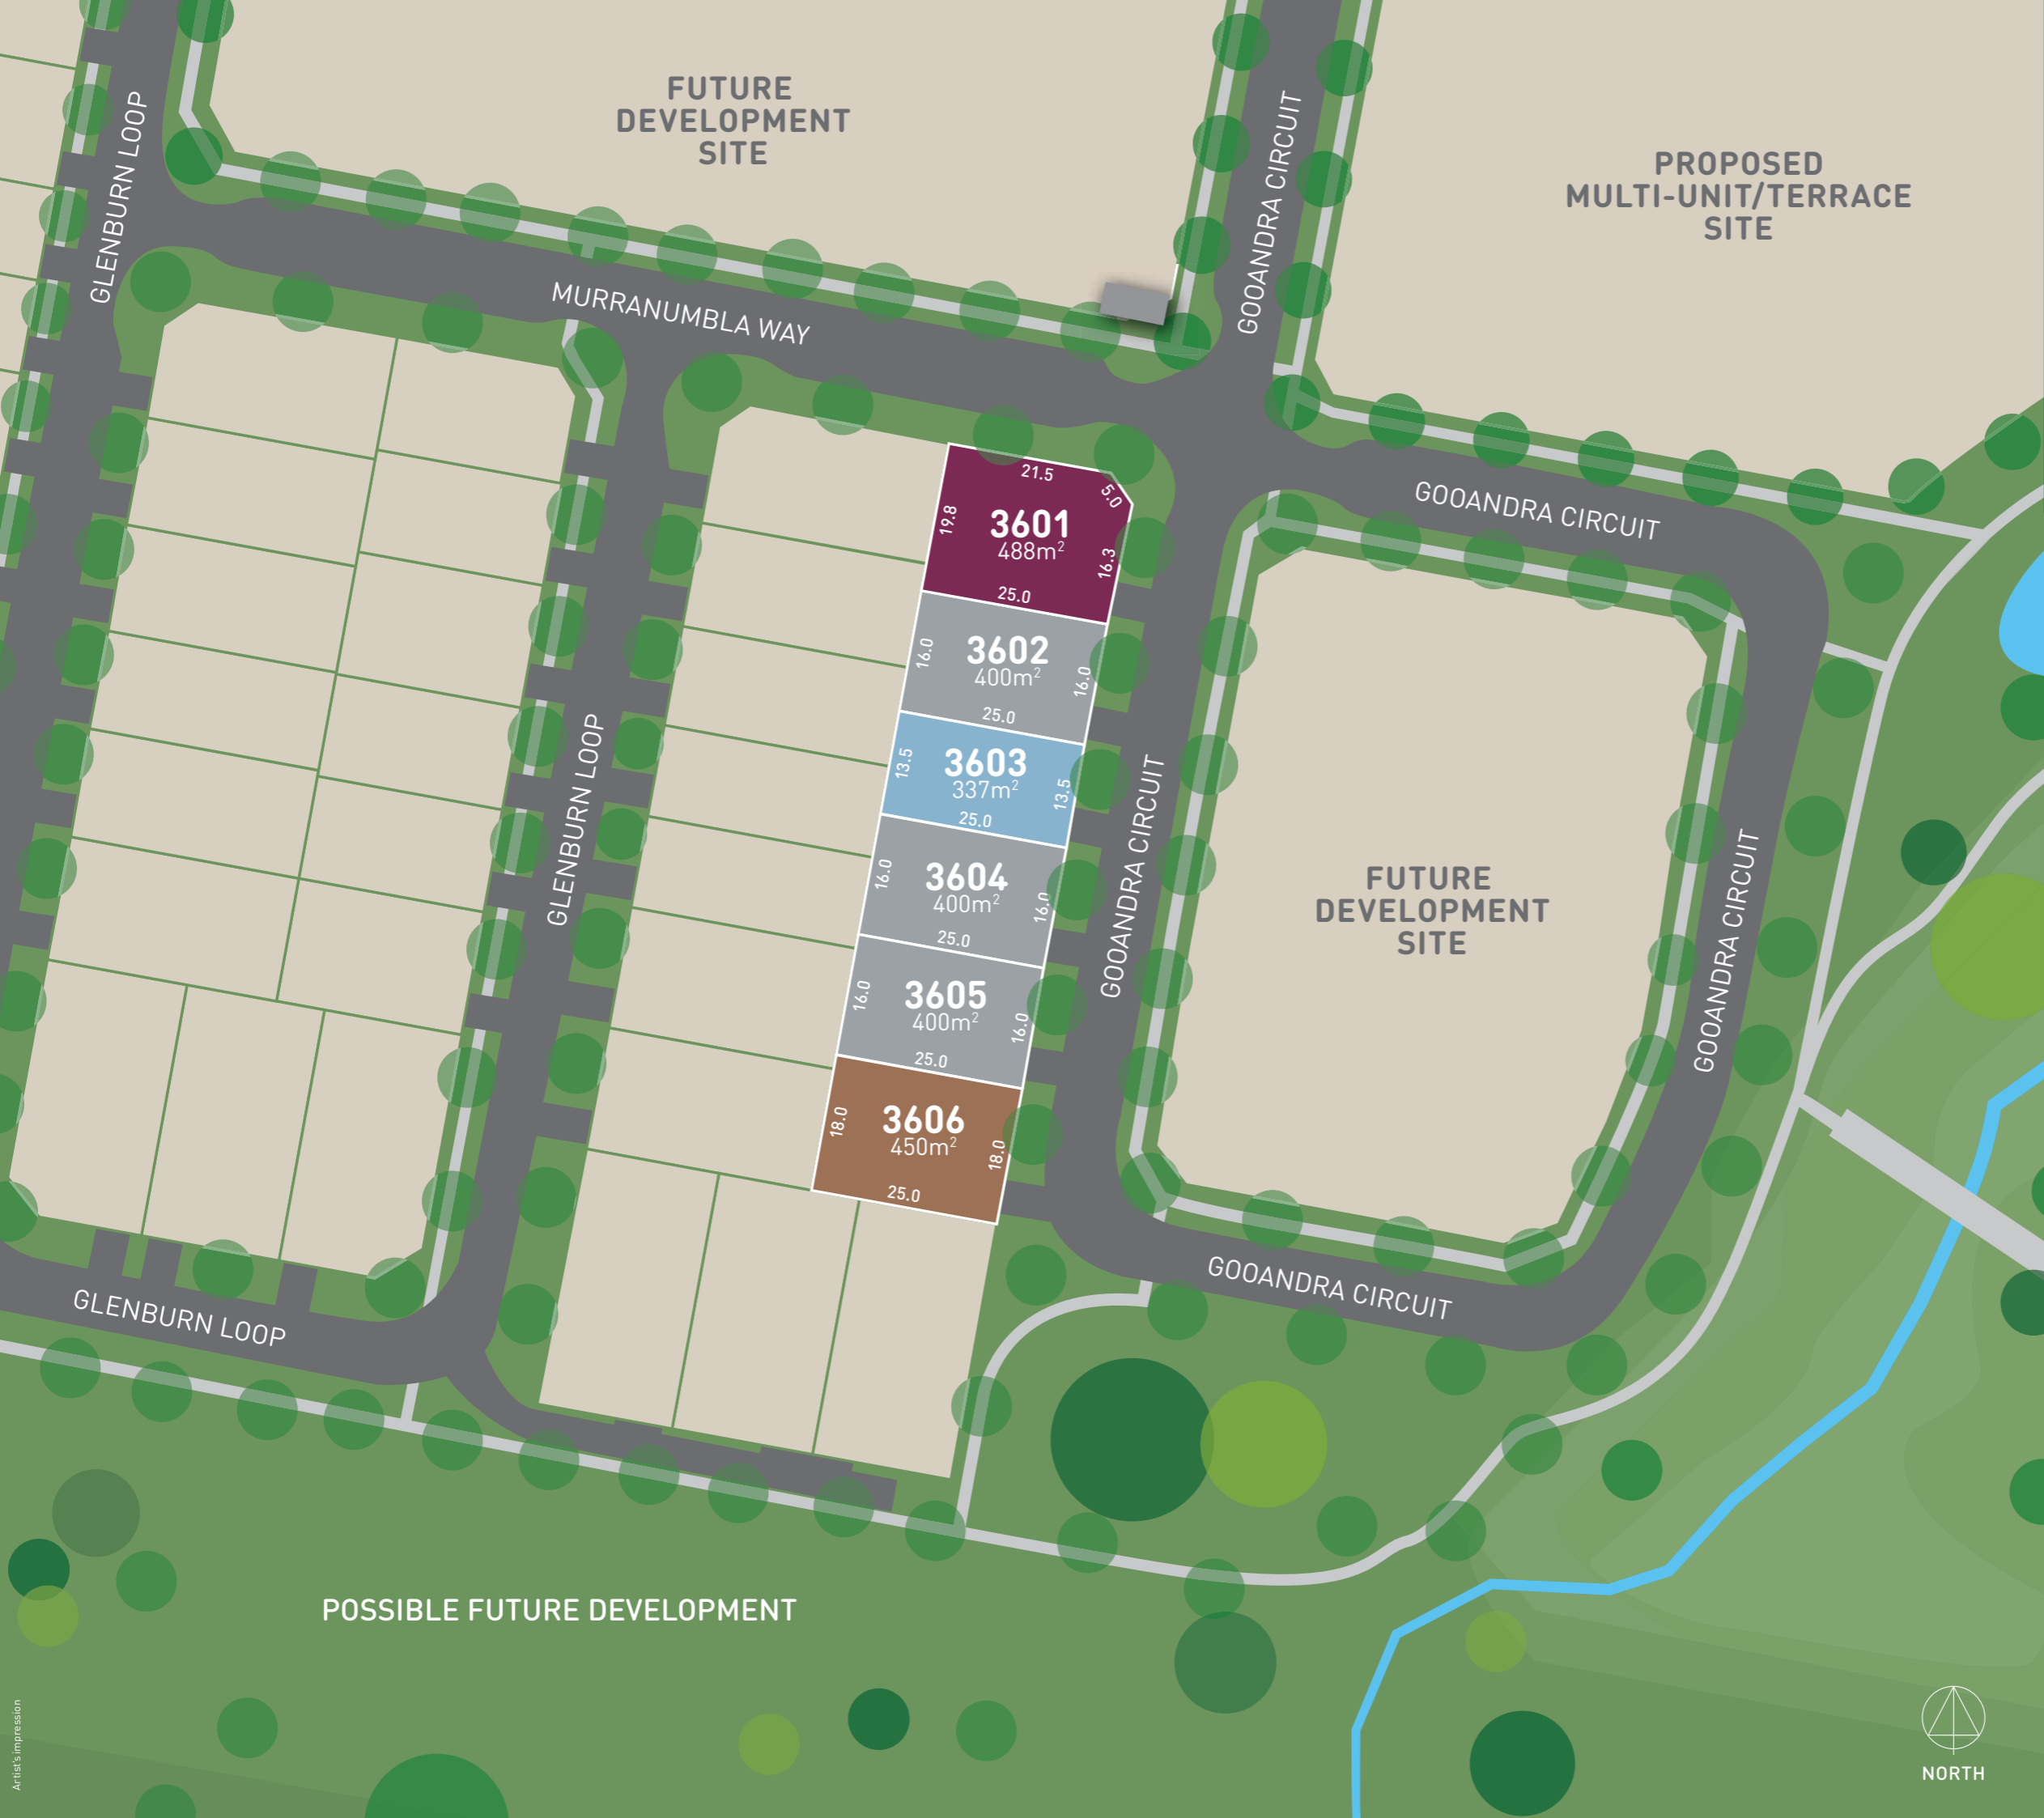 FUTURE
DEVELOPMENT
SITE
PROPOSED
MULTI-UNIT/TERRACE
SITE
GLENBURN LOOP
GOOANDRA CIRCUIT
MURRANUMBLA WAY
GOOANDRA CIRCUIT
21.5
5.0
19.8
3601
488m²
16.3
25.0
16.0
3602
400m²
16.0
25.0
13.5
3603
337m²
13.5
25.0
16.0
3604
400m²
16.0
25.0
16.0
3605
400m²
16.0
25.0
18.0
3606
450m²
18.0
25.0
GLENBURN LOOP
GOOANDRA CIRCUIT
FUTURE
DEVELOPMENT
SITE
GOOANDRA CIRCUIT
GOOANDRA CIRCUIT
GLENBURN LOOP
POSSIBLE FUTURE DEVELOPMENT
Artist's impression
NORTH